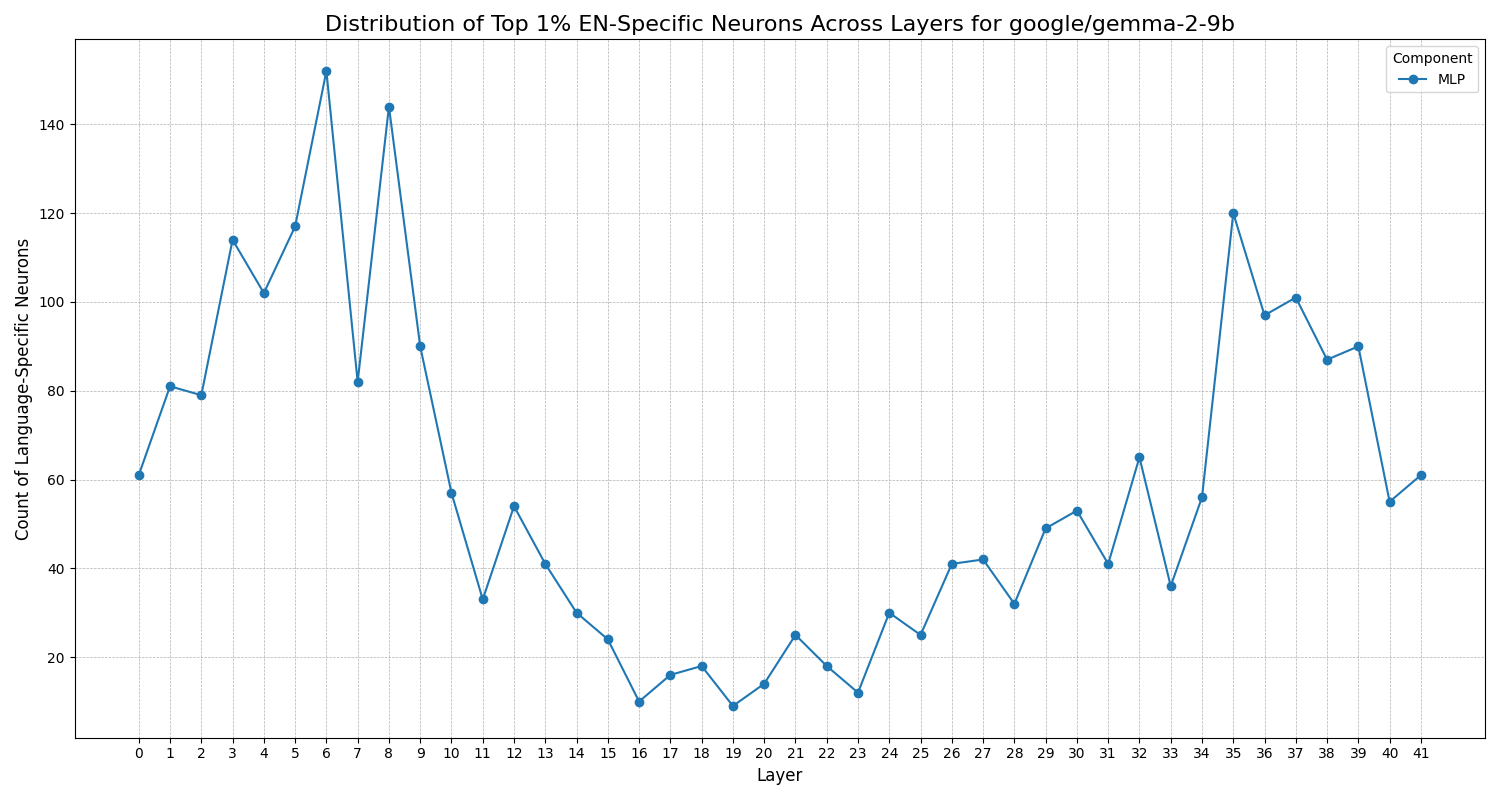 Distribution of Top 1% EN-Specific Neurons Across Layers for google/gemma-2-9b
Component
MLP
Count of Language-Specific Neurons
140
120
100
80
60
40
20
0 1 2 3 4 5 6 7 8 9 10 11 12 13 14 15 16 17 18 19 20 21 22 23 24 25 26 27 28 29 30 31 32 33 34 35 36 37 38 39 40 41
Layer